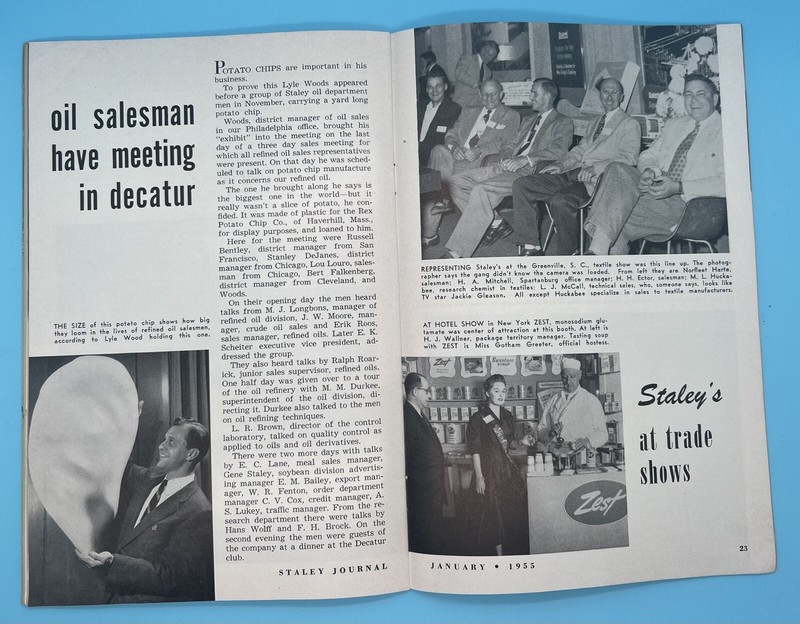 oil salesman
have meeting
in decatur
THE SIZE of this potato chip shows how big
they loom in the lives of refined oil salesmen,
according to Lyle Wood holding this one.
POTATO CHIPS are important in his
business.
To prove this Lyle Woods appeared
before a group of Staley oil department
men in November, carrying a yard long
potato chip.
Woods, district manager of oil sales
in our Philadelphia office, brought his
"exhibit" into the meeting on the last
day of a three day sales meeting for
which all refined oil sales representatives
were present. On that day he was sched-
uled to talk on potato chip manufacture
as it concerns our refined oil.
The one he brought along he says is
the biggest one in the world—but it
really wasn't a slice of potato, he con-
fided. It was made of plastic for the Rex
Potato Chip Co., of Haverhill, Mass.,
for display purposes, and loaned to him.
Here for the meeting were Russell
Bentley, district manager from San
Francisco, Stanley DeJanes, district
manager from Chicago, Lou Louro, sales-
man from Chicago, Bert Falkenberg,
district manager from Cleveland, and
Woods.
On their opening day the men heard
talks from M. J. Longbons, manager of
refined oil division, J. W. Moore, man-
ager, crude oil sales and Erik Roos,
sales manager, refined oils. Later E. K.
Scheiter executive vice president, ad-
dressed the group.
They also heard talks by Ralph Roar-
ick, junior sales supervisor, refined oils.
One half day was given over to a tour
of the oil refinery with M. M. Durkee,
superintendent of the oil division, di-
recting it. Durkee also talked to the men
on oil refining techniques.
L. R. Brown, director of the control
laboratory, talked on quality control as
applied to oils and oil derivatives.
There were two more days with talks
by E. C. Lane, meal sales manager,
Gene Staley, soybean division advertis-
ing manager E. M. Bailey, export man-
ager, W. R. Fenton, order department
manager C. V. Cox, credit manager, A.
S. Lukey, traffic manager. From the re-
search department there were talks by
Hans Wolff and F. H. Brock. On the
second evening the men were guests of
the company at a dinner at the Decatur
club.
STALEY JOURNAL
REPRESENTING Staley's at the Greenville, S. C., textile show was this line up. The photog-
rapher says the gang didn't know the camera was loaded. From left they are Norfleet Harte,
salesman; H. A. Mitchell, Spartanburg office manager; H. H. Ector, salesman; M. L. Hucka-
bee, research chemist in textiles; L. J. McCall, technical sales, who, someone says, looks like
TV star Jackie Gleason. All except Huckabee specialize in sales to textile manufacturers.
AT HOTEL SHOW in New York ZEST, monosodium glu-
tamate was center of attraction at this booth. At left is
H. J. Wallner, package territory manager. Tasting soup
with ZEST is Miss Gotham Greeter, official hostess.
Zest
Staley's
at trade
shows
23
JANUARY • 1955